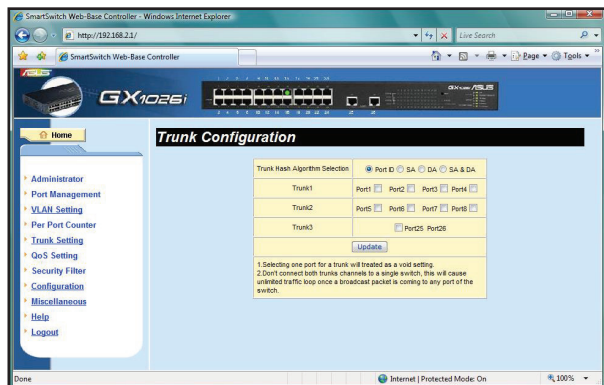 SmartSwitch Web-Base Controller - Windows Internet Explorer
http://192.168.2.1/
Live Search
SmartSwitch Web-Base Controller
Page
Tools
ASUS
GX1026i
Home
Trunk Configuration
Administrator
Port Management
VLAN Setting
Per Port Counter
Trunk Setting
QoS Setting
Security Filter
Configuration
Miscellaneous
Help
Logout
Trunk Hash Algorithm Selection Port ID SA DA SA & DA
Trunk1 Port1 Port2 Port3 Port4
Trunk2 Port5 Port6 Port7 Port8
Trunk3 Port25 Port26
Update
1.Selecting one port for a trunk will treated as a void setting.
2.Don't connect both trunks channels to a single switch, this will cause
unlimited traffic loop once a broadcast packet is coming to any port of the
switch.
Done
Internet | Protected Mode: On
100%